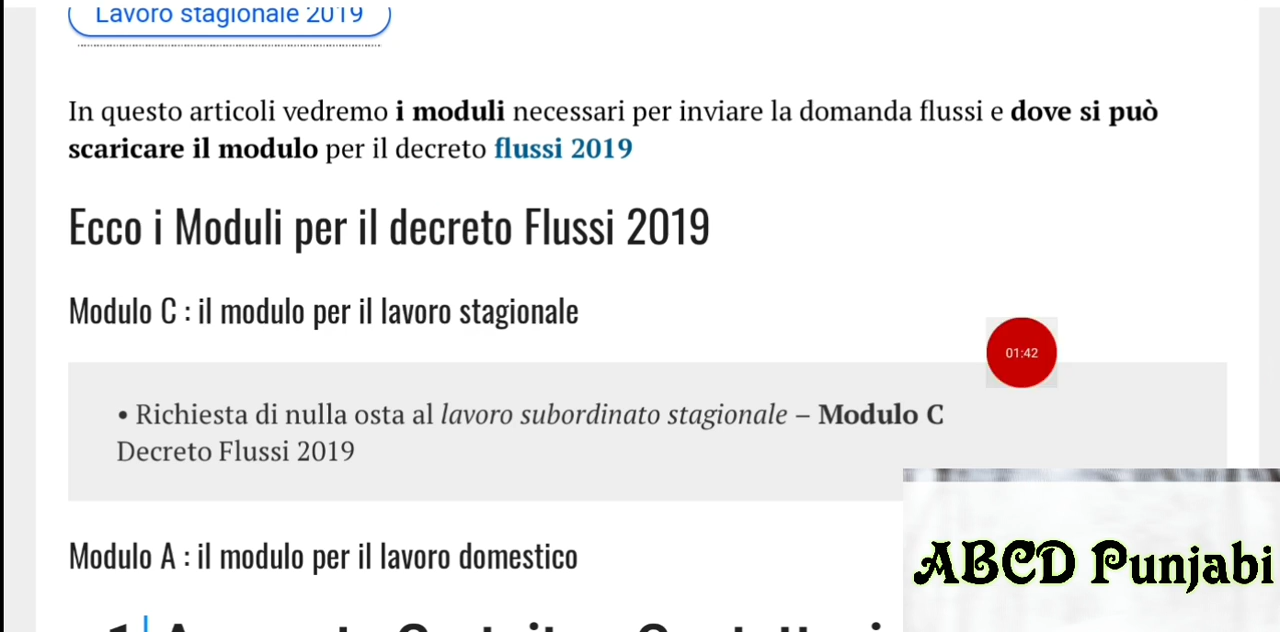 Lavoro stagionale 2019
In questo articoli vedremo i moduli necessari per inviare la domanda flussi e dove si può
scaricare il modulo per il decreto flussi 2019
Ecco i Moduli per il decreto Flussi 2019
Modulo C : il modulo per il lavoro stagionale
01:42
• Richiesta di nulla osta al lavoro subordinato stagionale – Modulo C
Decreto Flussi 2019
ABCD Punjabi
Modulo A : il modulo per il lavoro domestico